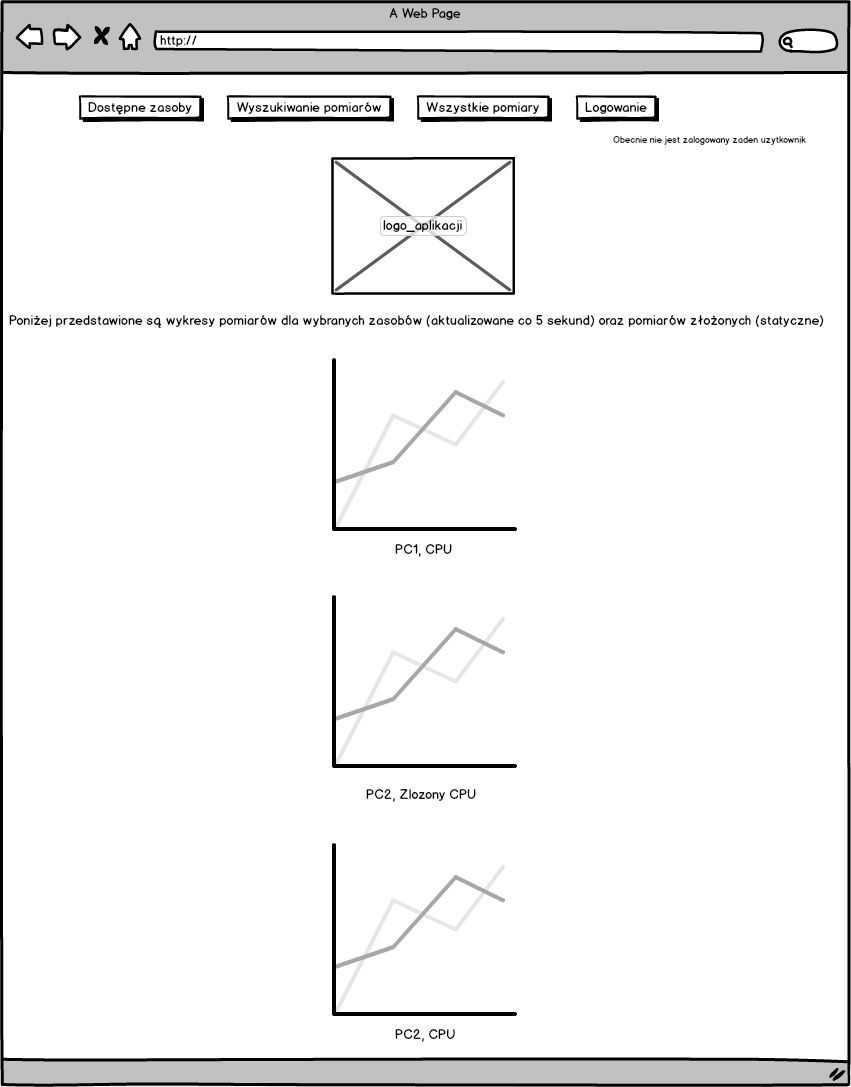 A Web Page
http://
Dostępne zasoby
Wyszukiwanie pomiarów
Wszystkie pomiary
Logowanie
Obecnie nie jest zalogowany zaden uzytkownik
logo_aplikacji
Poniżej przedstawione są wykresy pomiarów dla wybranych zasobów (aktualizowane co 5 sekund) oraz pomiarów złożonych (statyczne)
PC1, CPU
PC2, Zlozony CPU
PC2, CPU